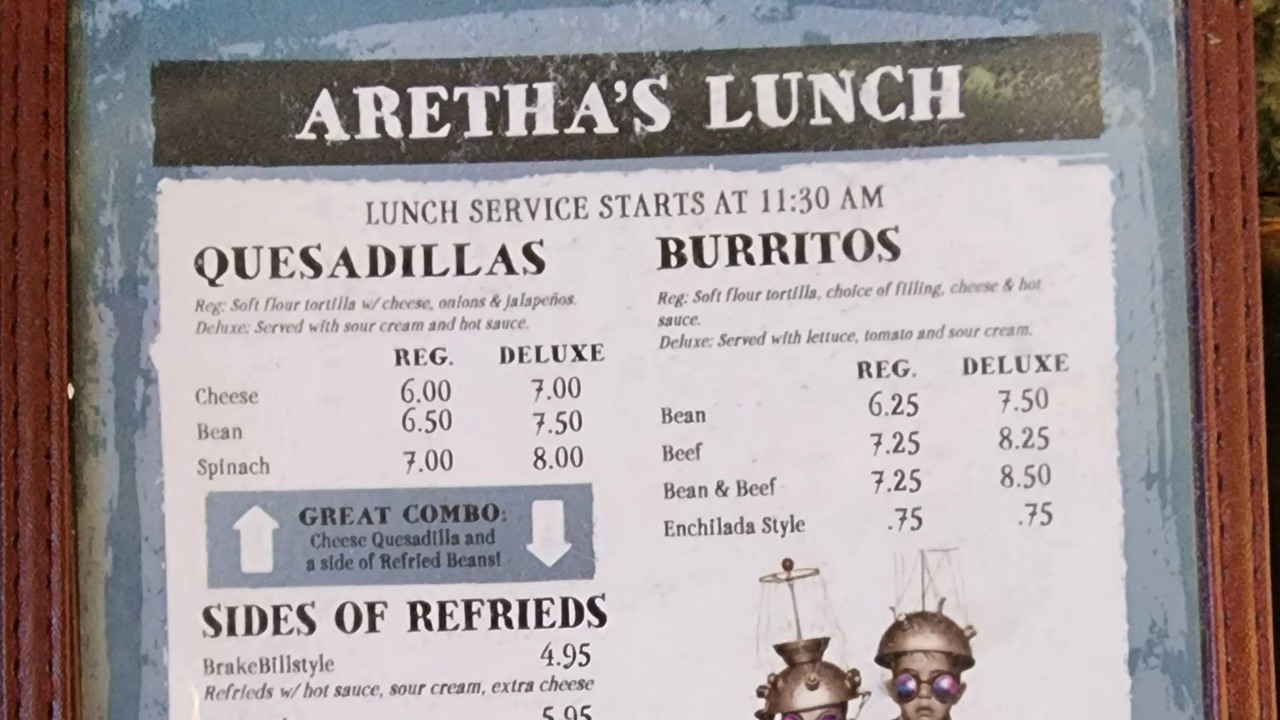 ARETHA'S LUNCH
LUNCH SERVICE STARTS AT 11:30 AM
QUESADILLAS
Reg: Soft flour tortilla w/ cheese, onions & jalapeños.
Deluxe: Served with sour cream and hot sauce.
REG. DELUXE
Cheese 6.00 7.00
Bean 6.50 7.50
Spinach 7.00 8.00
GREAT COMBO:
Cheese Quesadilla and
a side of Refried Beans!
SIDES OF REFRIEDS
BrakeBillstyle 4.95
Refrieds w/ hot sauce, sour cream, extra cheese
5.95
BURRITOS
Reg: Soft flour tortilla, choice of filling, cheese & hot
sauce.
Deluxe: Served with lettuce, tomato and sour cream.
REG. DELUXE
Bean 6.25 7.50
Beef 7.25 8.25
Bean & Beef 7.25 8.50
Enchilada Style .75 .75